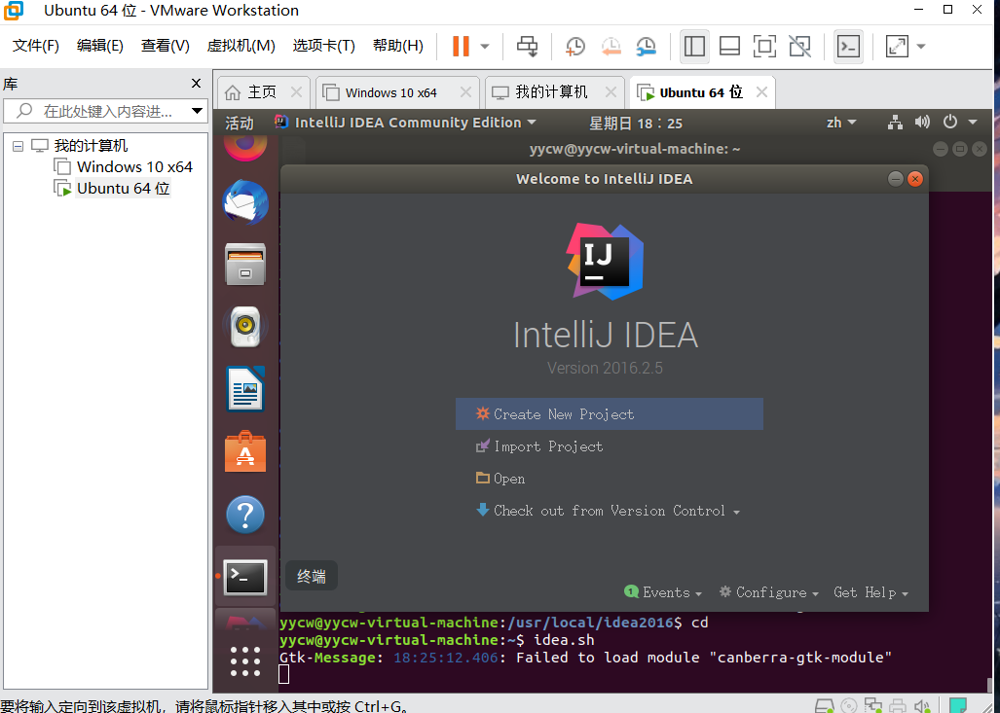 Ubuntu 64 位 - VMware Workstation
文件(F) 编辑(E) 查看(V) 虚拟机(M) 选项卡(T) 帮助(H)
库
在此处键入内容进...
我的计算机
Windows 10 x64
Ubuntu 64 位
主页 Windows 10 x64 我的计算机 Ubuntu 64 位
活动 IntelliJ IDEA Community Edition 星期日 18：25 zh
yycw@yycw-virtual-machine: ~
Welcome to IntelliJ IDEA
IJ
IntelliJ IDEA
Version 2016.2.5
Create New Project
Import Project
Open
Check out from Version Control
终端
1 Events Configure Get Help
yycw@yycw-virtual-machine:/usr/local/idea2016$ cd
yycw@yycw-virtual-machine:~$ idea.sh
Gtk-Message: 18:25:12.406: Failed to load module "canberra-gtk-module"
要将输入定向到该虚拟机，请将鼠标指针移入其中或按 Ctrl+G。